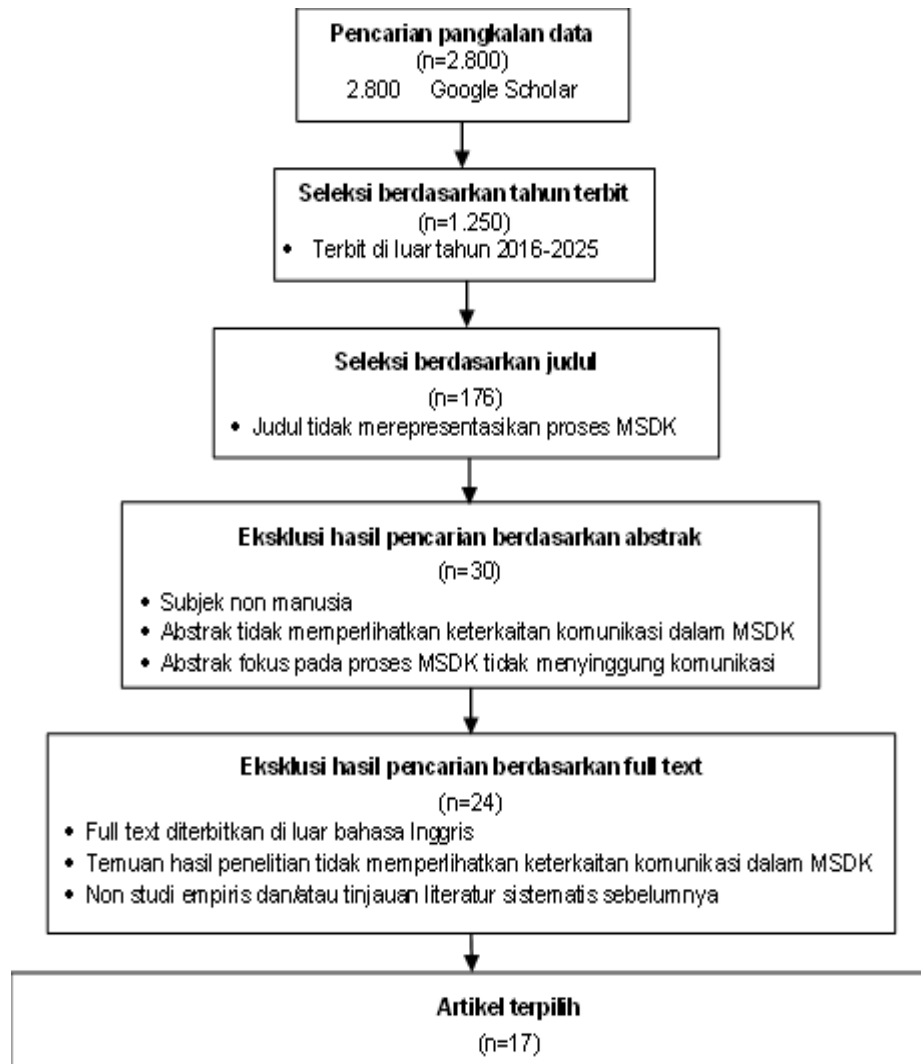 Pencarian pangkalan data
(n=2.800)
2.800 Google Scholar
Seleksi berdasarkan tahun terbit
(n=1.250)
• Terbit di luar tahun 2016-2025
Seleksi berdasarkan judul
(n=176)
• Judul tidak merepresentasikan proses MSDK
Eksklusi hasil pencarian berdasarkan abstrak
(n=30)
• Subjek non manusia
• Abstrak tidak memperlihatkan keterkaitan komunikasi dalam MSDK
• Abstrak fokus pada proses MSDK tidak menyinggung komunikasi
Eksklusi hasil pencarian berdasarkan full text
(n=24)
• Full text diterbitkan di luar bahasa Inggris
• Temuan hasil penelitian tidak memperlihatkan keterkaitan komunikasi dalam MSDK
• Non studi empiris dan/atau tinjauan literatur sistematis sebelumnya
Artikel terpilih
(n=17)